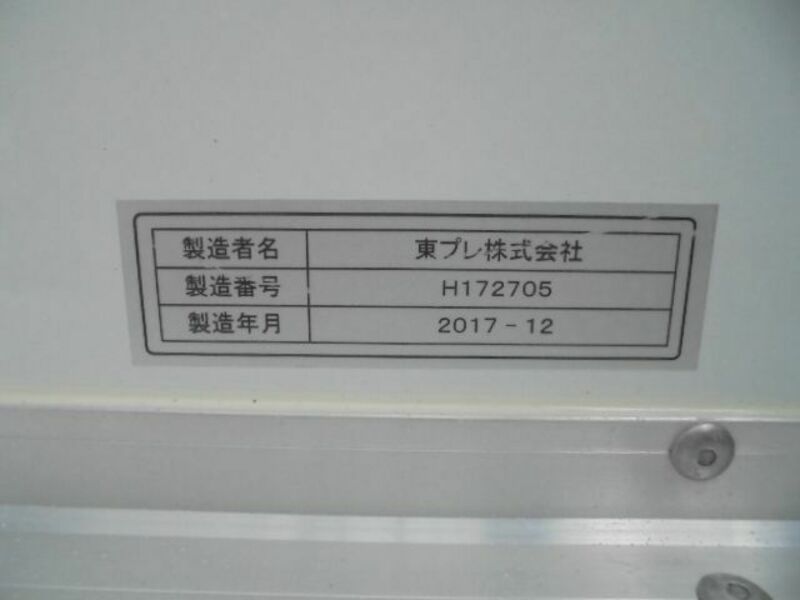 製造者名 東プレ株式会社
製造番号 H172705
製造年月 2017-12